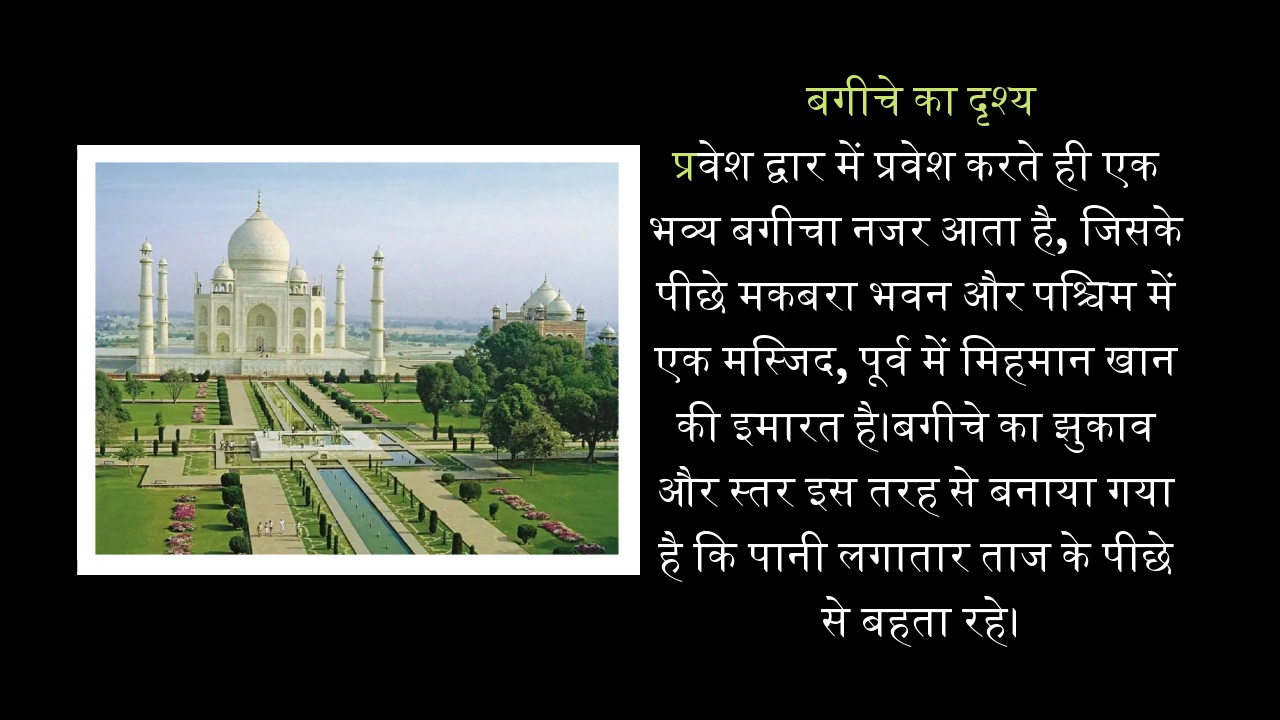 बगीचे का दृश्य
प्रवेश द्वार में प्रवेश करते ही एक
भव्य बगीचा नजर आता है, जिसके
पीछे मकबरा भवन और पश्चिम में
एक मस्जिद, पूर्व में मिहमान खान
की इमारत है।बगीचे का झुकाव
और स्तर इस तरह से बनाया गया
है कि पानी लगातार ताज के पीछे
से बहता रहे।